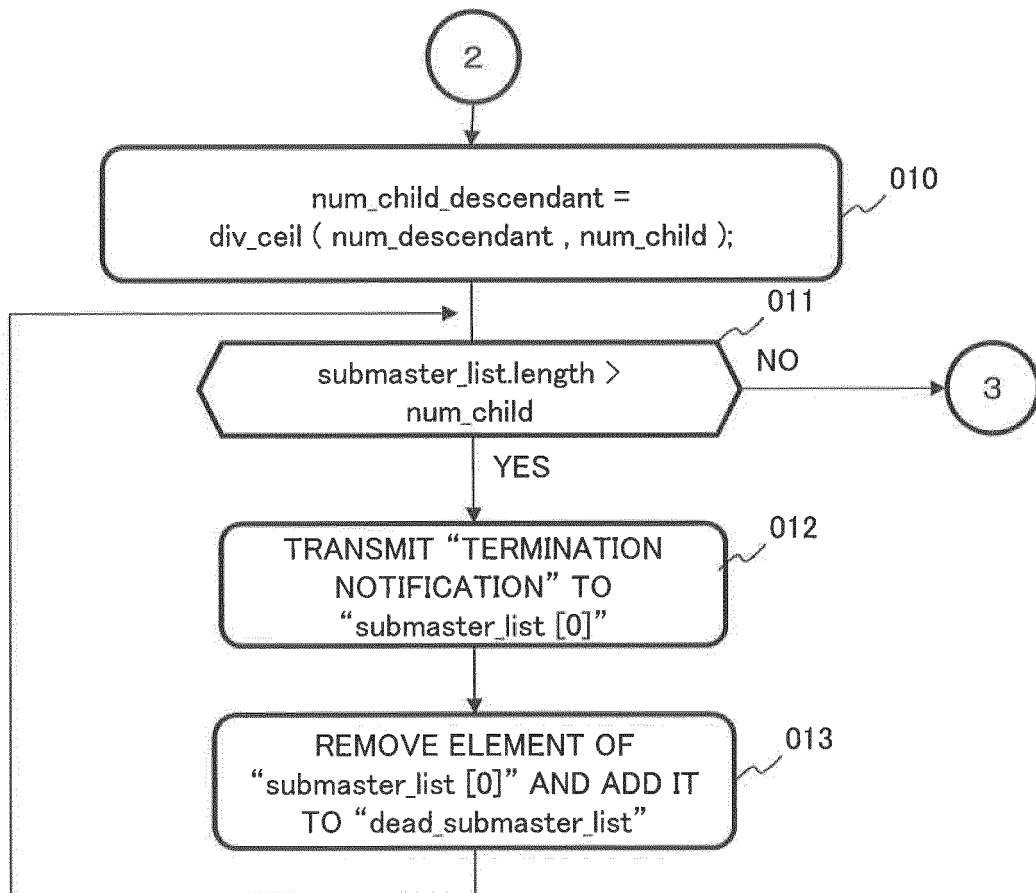 2
num_child_descendant =
div_ceil ( num_descendant , num_child );
010
011
submaster_list.length >
num_child
NO
3
YES
TRANSMIT “TERMINATION
NOTIFICATION” TO
“submaster_list [0]”
012
REMOVE ELEMENT OF
“submaster_list [0]” AND ADD IT
TO “dead_submaster_list”
013